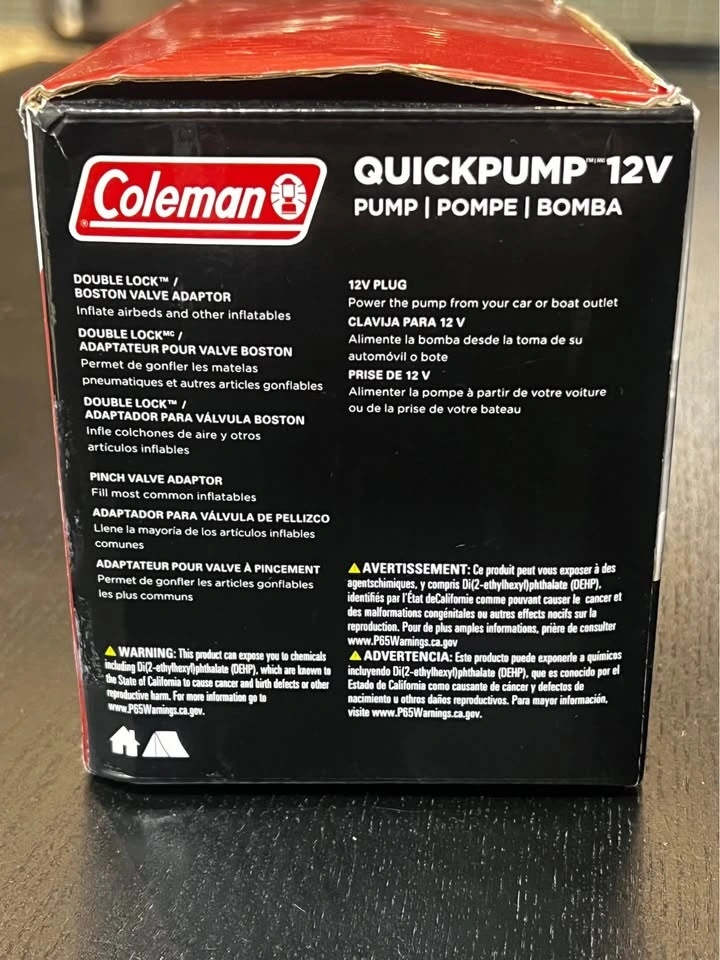 Coleman
QUICKPUMP™/MC 12V
PUMP | POMPE | BOMBA
DOUBLE LOCK™ /
BOSTON VALVE ADAPTOR
Inflate airbeds and other inflatables
DOUBLE LOCKMC /
ADAPTATEUR POUR VALVE BOSTON
Permet de gonfler les matelas
pneumatiques et autres articles gonflables
DOUBLE LOCK™ /
ADAPTADOR PARA VÁLVULA BOSTON
Infle colchones de aire y otros
artículos inflables
PINCH VALVE ADAPTOR
Fill most common inflatables
ADAPTADOR PARA VÁLVULA DE PELLIZCO
Llene la mayoría de los artículos inflables
comunes
ADAPTATEUR POUR VALVE À PINCEMENT
Permet de gonfler les articles gonflables
les plus communs
WARNING: This product can expose you to chemicals
including Di(2-ethylhexyl)phthalate (DEHP), which are known to
the State of California to cause cancer and birth defects or other
reproductive harm. For more information go to
www.P65Warnings.ca.gov.
12V PLUG
Power the pump from your car or boat outlet
CLAVIJA PARA 12 V
Alimente la bomba desde la toma de su
automóvil o bote
PRISE DE 12 V
Alimenter la pompe à partir de votre voiture
ou de la prise de votre bateau
AVERTISSEMENT: Ce produit peut vous exposer à des
agentschimiques, y compris Di(2-ethylhexyl)phthalate (DEHP),
identifiés par l'État deCalifornie comme pouvant causer le cancer et
des malformations congénitales ou autres effets nocifs sur la
reproduction. Pour de plus amples informations, prière de consulter
www.P65Warnings.ca.gov
ADVERTENCIA: Este producto puede exponerle a químicos
incluyendo Di(2-ethylhexyl)phthalate (DEHP), que es conocido por el
Estado de California como causante de cáncer y defectos de
nacimiento u othros daños reproductivos. Para mayor información,
visite www.P65Warnings.ca.gov.